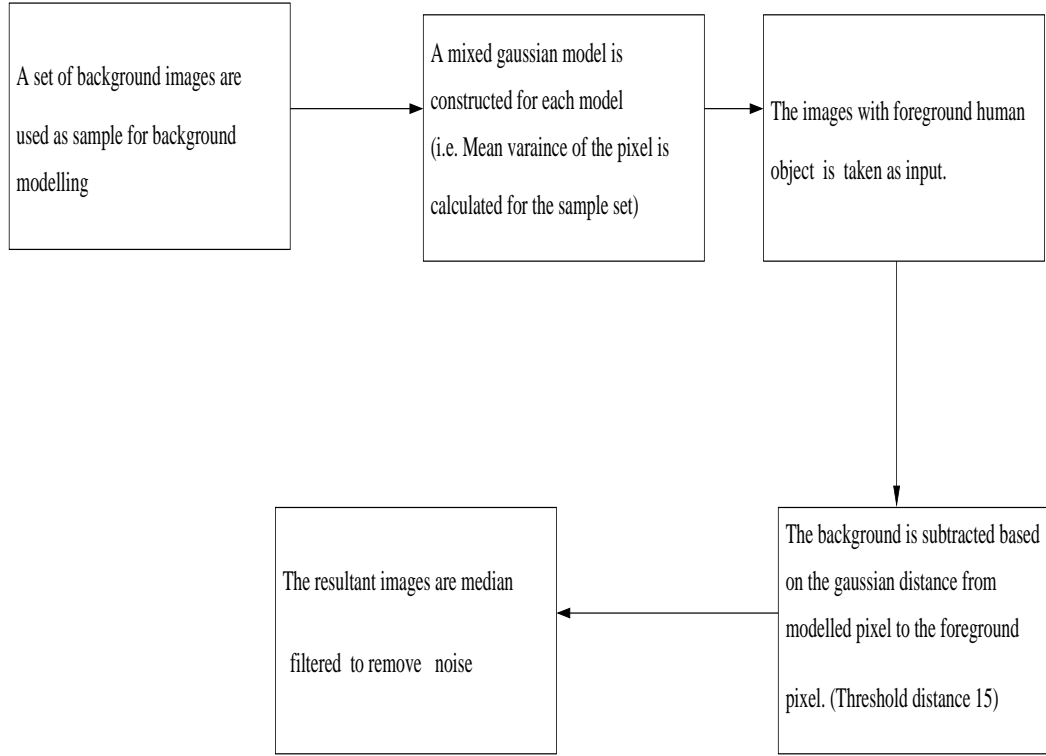 A set of background images are
used as sample for background
modelling
A mixed gaussian model is
constructed for each model
(i.e. Mean varaince of the pixel is
calculated for the sample set)
The images with foreground human
object is taken as input.
The background is subtracted based
on the gaussian distance from
modelled pixel to the foreground
pixel. (Threshold distance 15)
The resultant images are median
filtered to remove noise